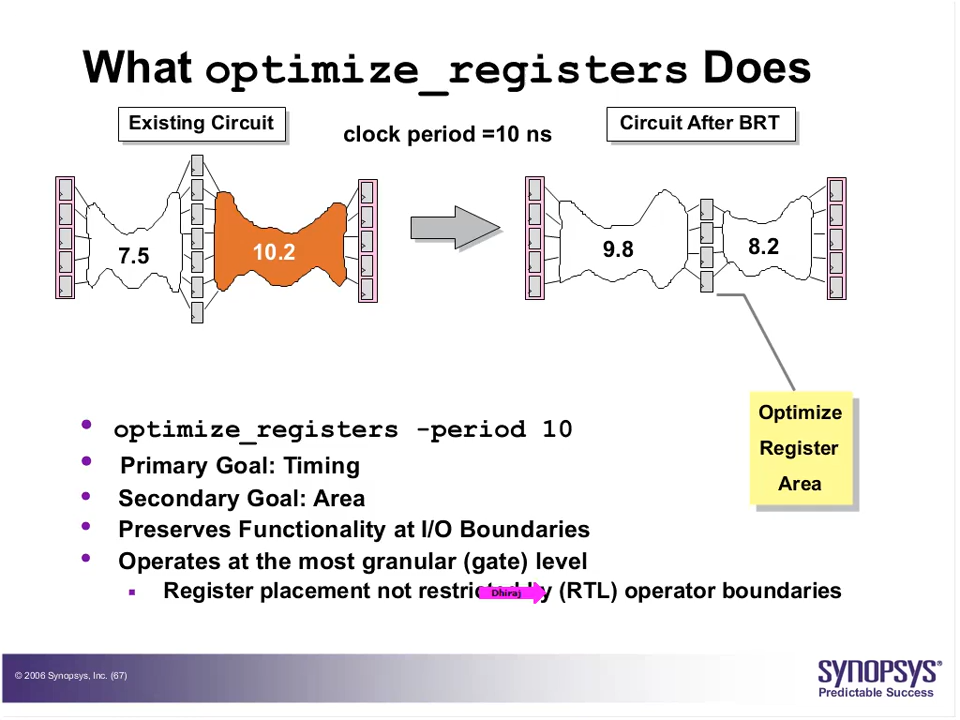 What optimize_registers Does
Existing Circuit
clock period =10 ns
Circuit After BRT
7.5
10.2
9.8
8.2
Optimize
Register
Area
• optimize_registers -period 10
• Primary Goal: Timing
• Secondary Goal: Area
• Preserves Functionality at I/O Boundaries
• Operates at the most granular (gate) level
▪ Register placement not restricted by (RTL) operator boundaries
Dhiraj
© 2006 Synopsys, Inc. (67)
SYNOPSYS®
Predictable Success